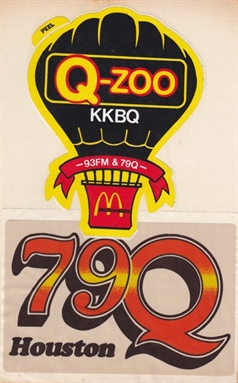 PEEL
Q-ZOO
KKBQ
-93FM & 79Q-
M
79Q
Houston